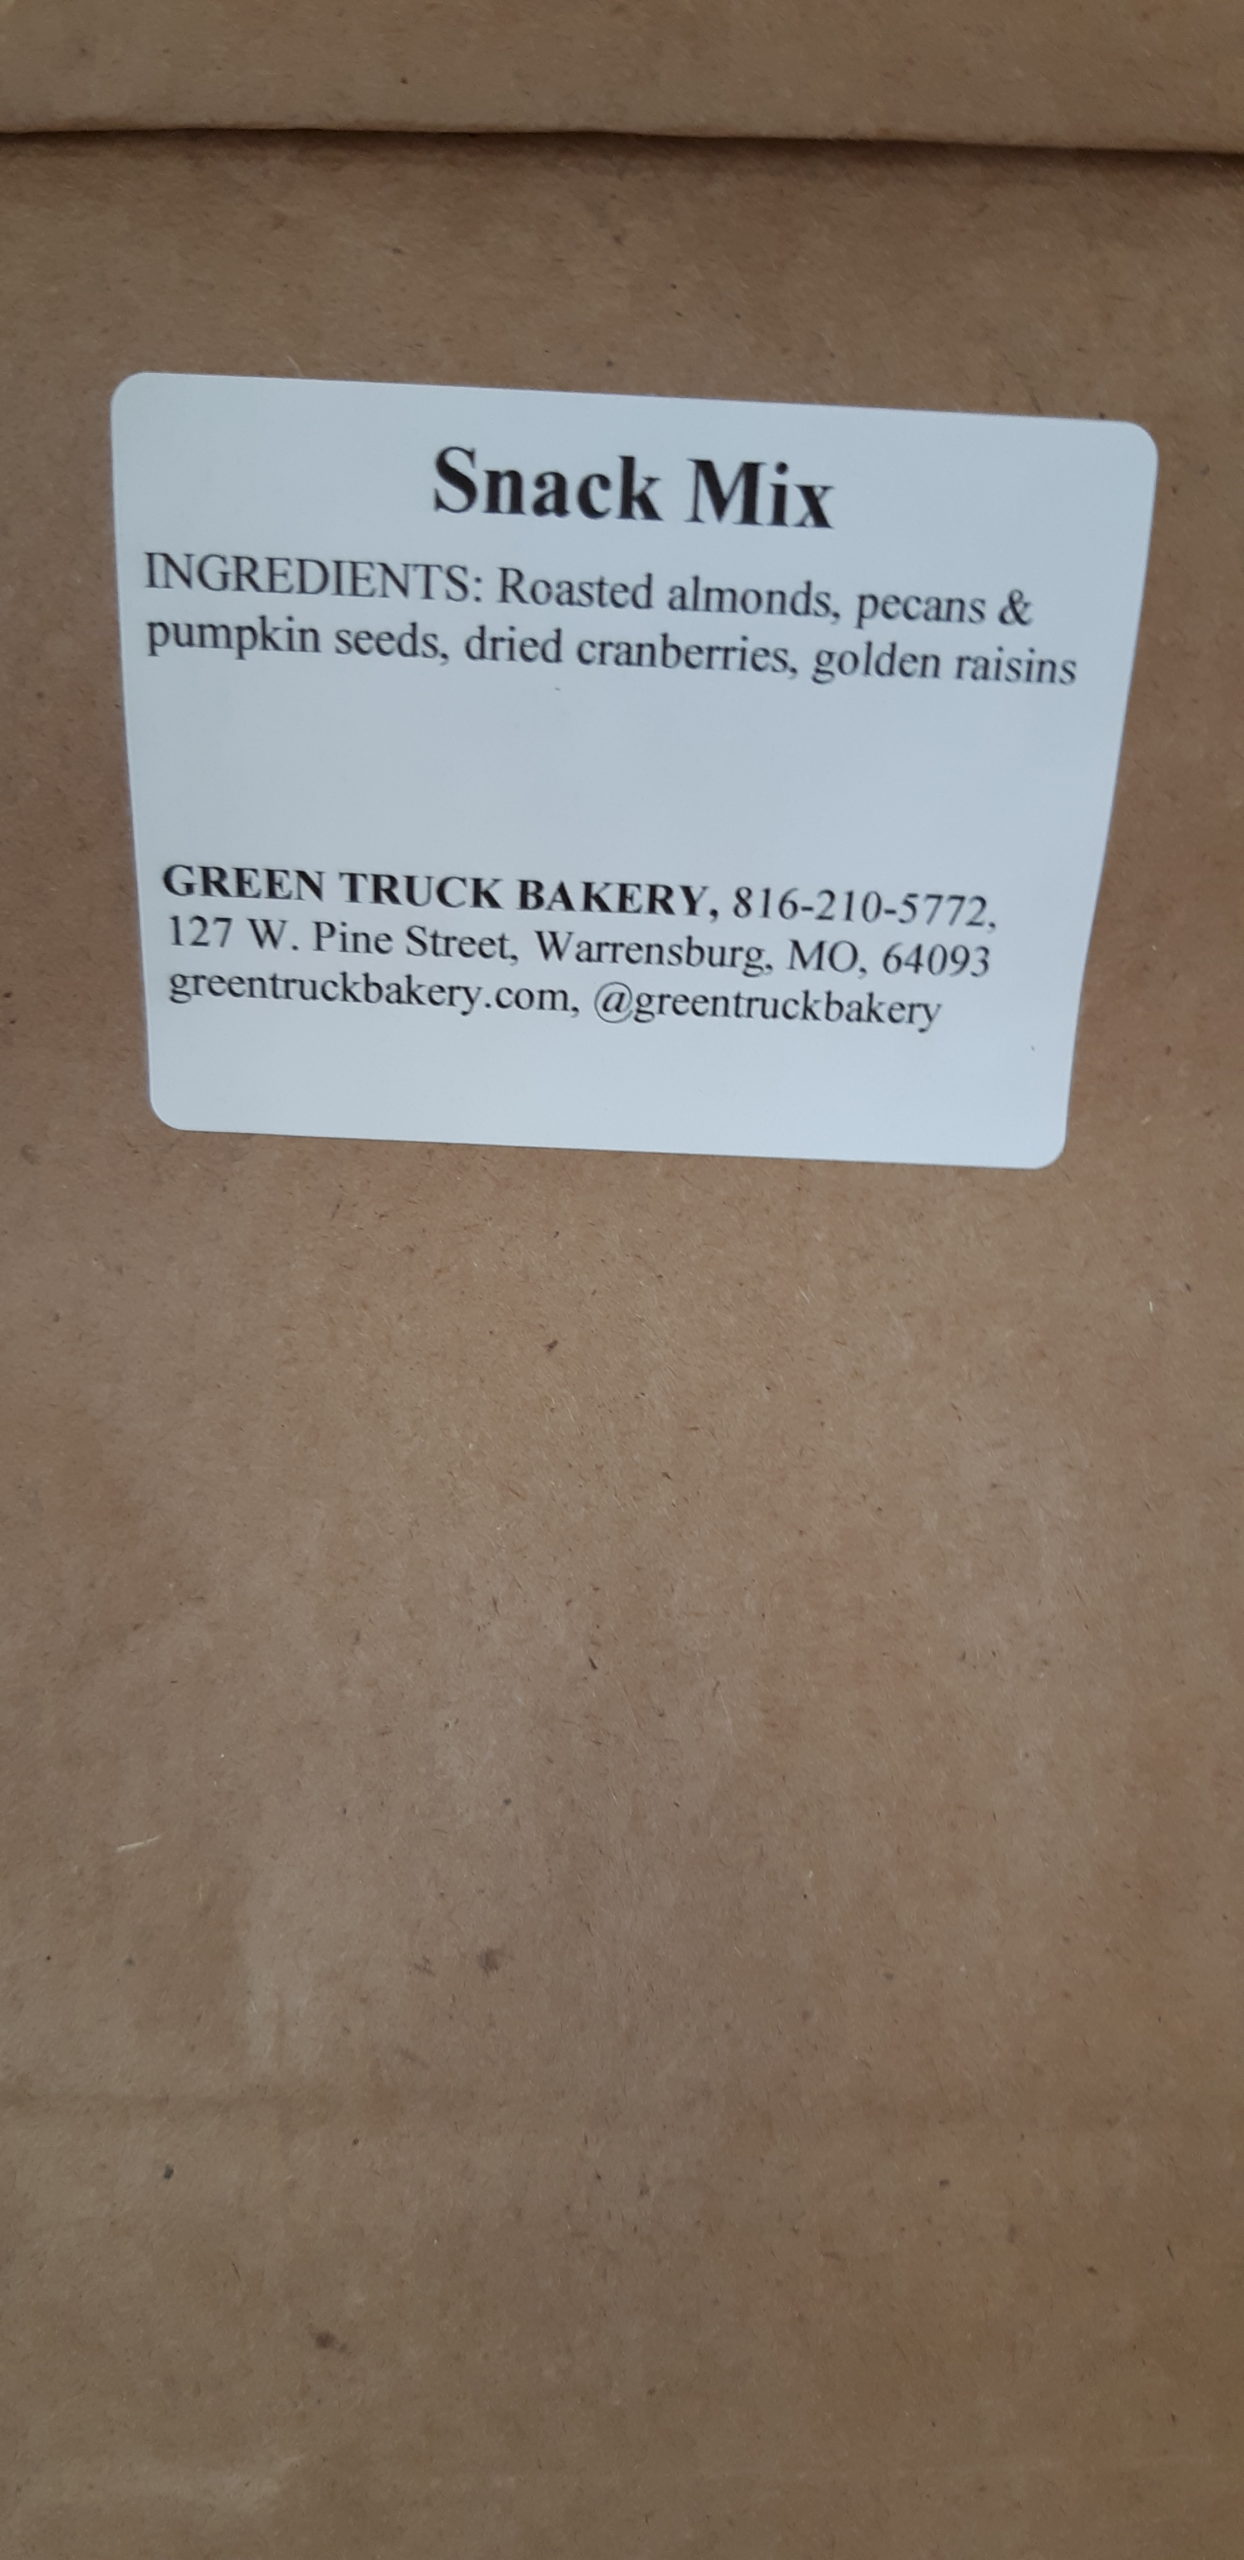 Snack Mix
INGREDIENTS: Roasted almonds, pecans &
pumpkin seeds, dried cranberries, golden raisins
GREEN TRUCK BAKERY, 816-210-5772,
127 W. Pine Street, Warrensburg, MO, 64093
greentruckbakery.com, @greentruckbakery